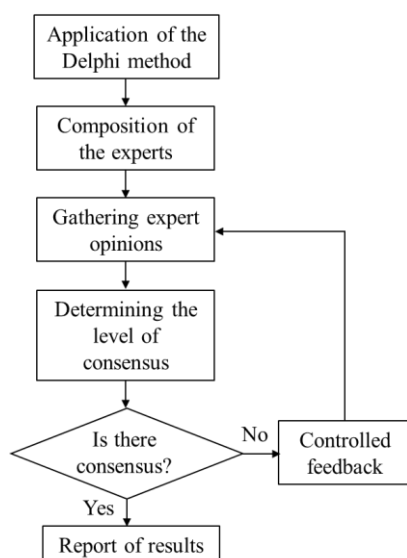 Application of the
Delphi method
Composition of
the experts
Gathering expert
opinions
Determining the
level of
consensus
Is there
consensus?
No
Controlled
feedback
Yes
Report of results